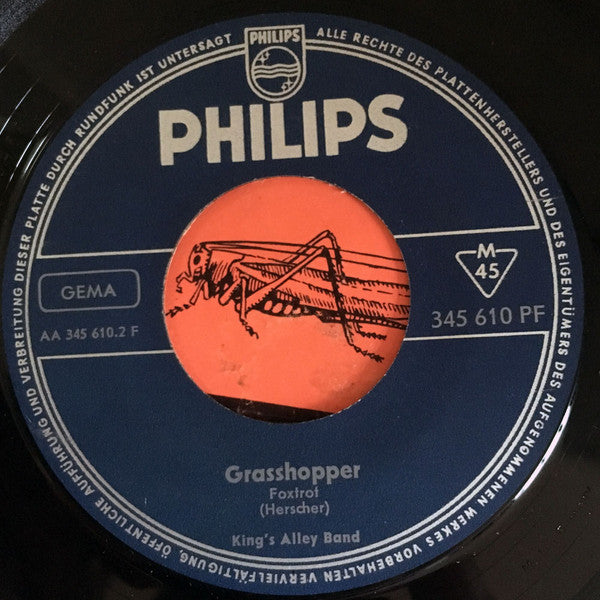 ALLE RECHTE DES PLATTENHERSTELLERS UND DES EIGENTÜMERS DES AUFGENOMMENEN WERKES VORBEHALTEN VERVIELFÄLTIGUNG, ÖFFENTLICHE AUFFÜHRUNG UND VERBREITUNG DIESER PLATTE DURCH RUNDFUNK IST UNTERSAGT
PHILIPS
PHILIPS
GEMA
M
45
AA 345 610.2 F
345 610 PF
Grasshopper
Foxtrot
(Herscher)
King's Alley Band